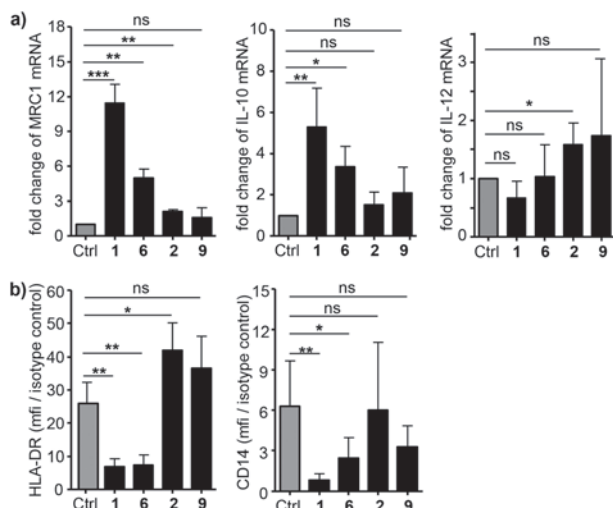 a)
fold change of MRC1 mRNA
18
15
12
9
6
3
0
ns
**
**
***
Ctrl 1 6 2 9
fold change of IL-10 mRNA
10
8
6
4
2
0
ns
ns
*
**
Ctrl 1 6 2 9
fold change of IL-12 mRNA
3
2
1
0
ns
*
ns
ns
Ctrl 1 6 2 9
b)
HLA-DR (mfi / isotype control)
60
50
40
30
20
10
0
ns
*
**
**
Ctrl 1 6 2 9
CD14 (mfi / isotype control)
15
12
9
6
3
0
ns
ns
*
**
Ctrl 1 6 2 9